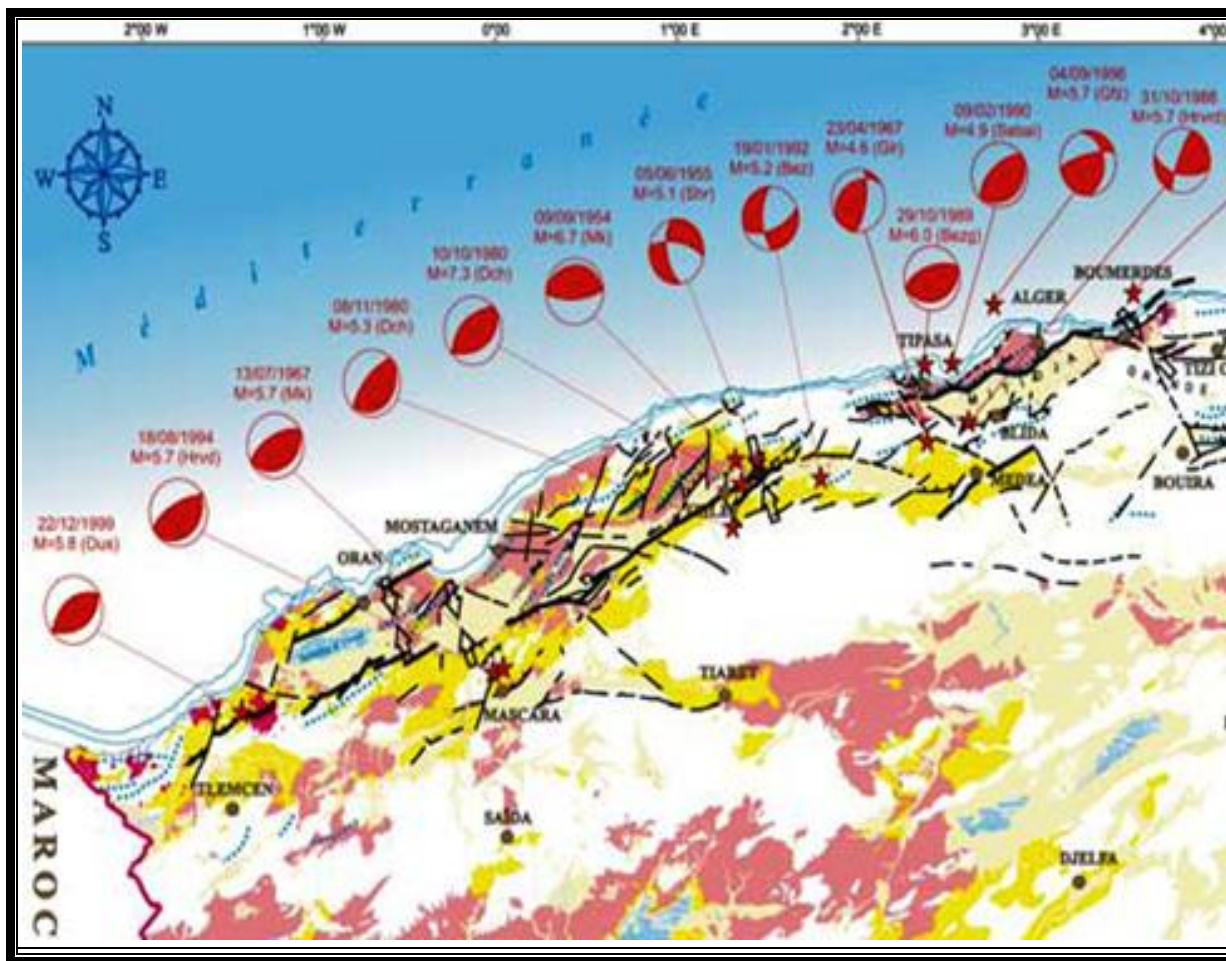 2°00 W
1°00 W
0°00
1°00 E
2°00 E
3°00 E
4°00
N
W
E
S
Méditerranée
22/12/1999
M=5.8 (Dux)
18/08/1994
M=5.7 (Hrvd)
13/07/1967
M=5.7 (Mk)
08/11/1980
M=5.3 (Dch)
10/10/1980
M=7.3 (Dch)
09/09/1954
M=6.7 (Mk)
05/06/1955
M=5.1 (Shr)
19/01/1992
M=5.2 (Bez)
23/04/1967
M=4.6 (Gir)
29/10/1989
M=6.0 (Bezg)
09/02/1990
M=4.9
04/09/1996
M=5.7
31/10/1988
M=5.7 (Hrvrd)
BOUMERDES
ALGER
TIPASA
MITIDJA
TIZI
BLIDA
MEDEA
BOUIRA
MOSTAGANEM
ORAN
TIARET
MASCARA
TLEMCEN
SAÏDA
DJELFA
MAROC